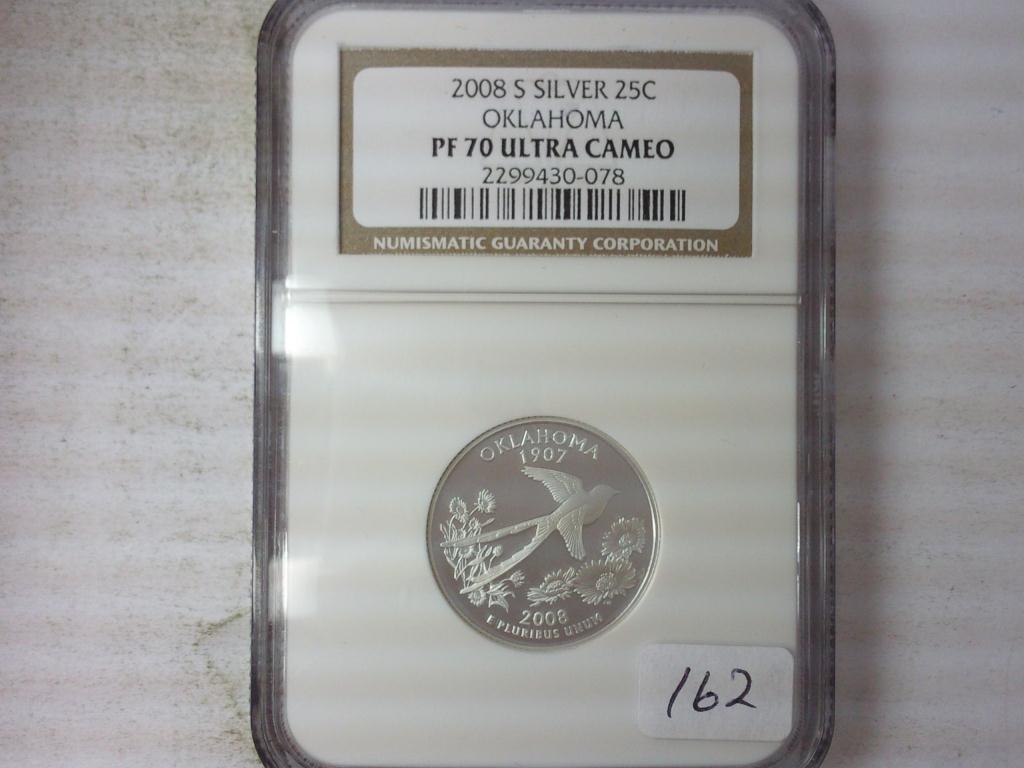 2008 S SILVER 25C
OKLAHOMA
PF 70 ULTRA CAMEO
2299430-078
NUMISMATIC GUARANTY CORPORATION
OKLAHOMA
1907
2008
E PLURIBUS UNUM
162